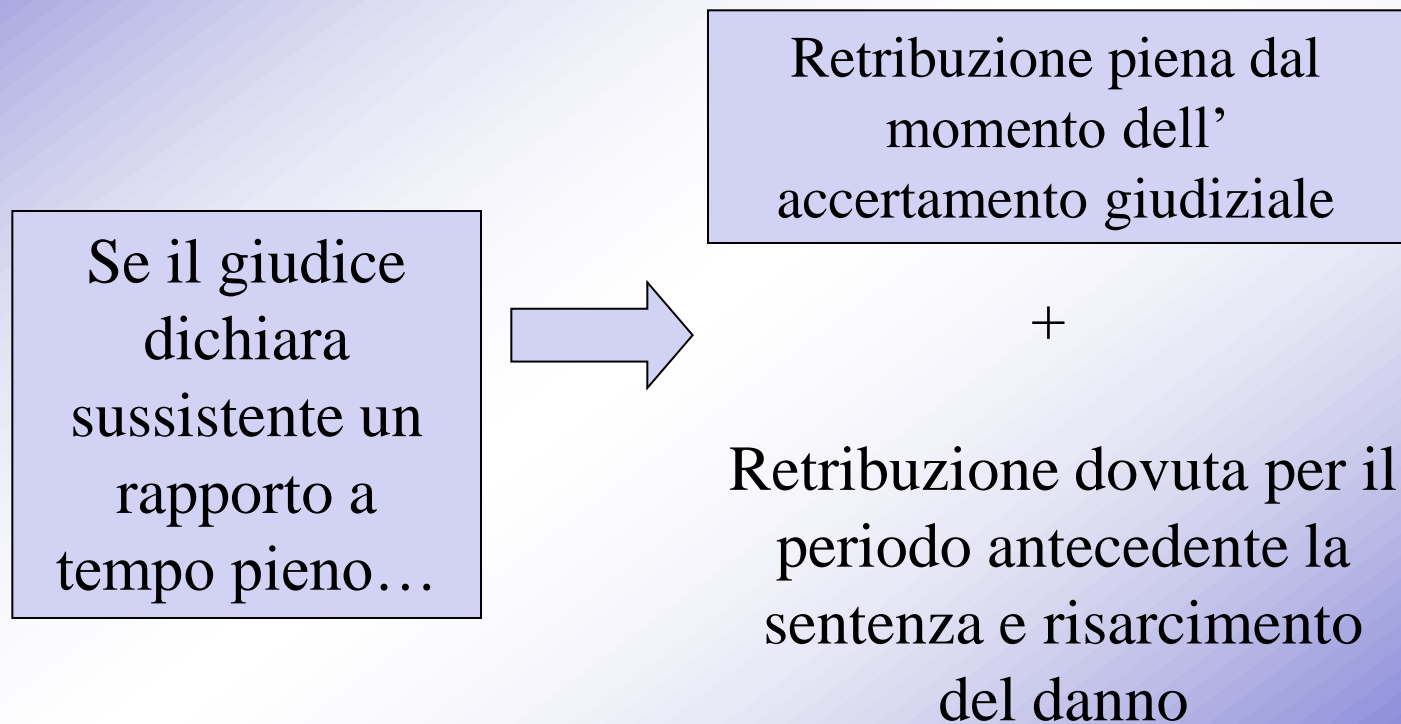 Se il giudice
dichiara
sussistente un
rapporto a
tempo pieno…
Retribuzione piena dal
momento dell’
accertamento giudiziale
+
Retribuzione dovuta per il
periodo antecedente la
sentenza e risarcimento
del danno